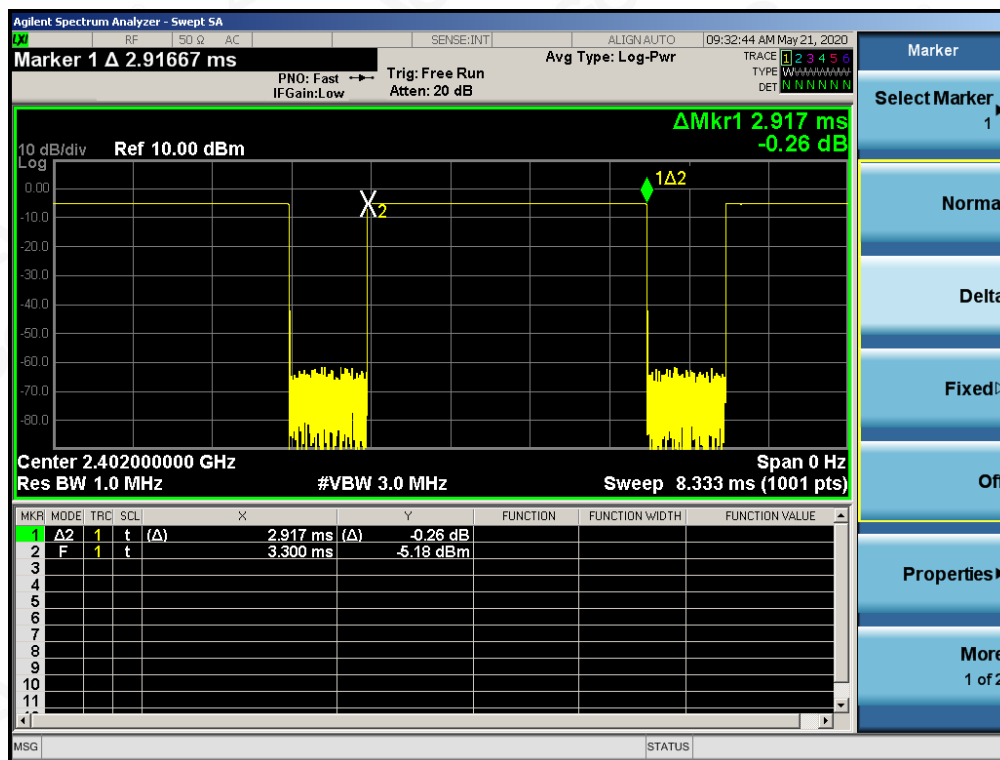 Agilent Spectrum Analyzer - Swept SA
LXI RF 50 Ω AC SENSE:INT ALIGN AUTO 09:32:44 AM May 21, 2020
Marker 1 Δ 2.91667 ms
PNO: Fast
IFGain:Low
Trig: Free Run
Atten: 20 dB
Avg Type: Log-Pwr
TRACE 1 2 3 4 5 6
TYPE W
DET N N N N N N
ΔMkr1 2.917 ms
-0.26 dB
10 dB/div Ref 10.00 dBm
Log
0.00
-10.0
-20.0
-30.0
-40.0
-50.0
-60.0
-70.0
-80.0
2
1Δ2
Center 2.402000000 GHz Span 0 Hz
Res BW 1.0 MHz #VBW 3.0 MHz Sweep 8.333 ms (1001 pts)
MKR MODE TRC SCL X Y FUNCTION FUNCTION WIDTH FUNCTION VALUE
1 Δ2 1 t (Δ) 2.917 ms (Δ) -0.26 dB
2 F 1 t 3.300 ms -5.18 dBm
3
4
5
6
7
8
9
10
11
MSG STATUS
Marker
Select Marker
1
Norma
Delta
Fixed
Of
Properties
More
1 of 2